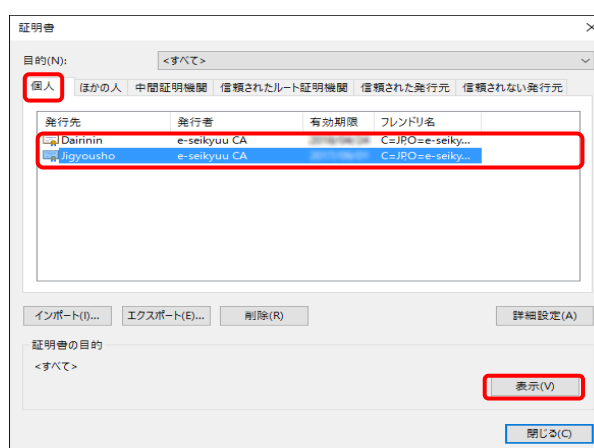 証明書
目的(N):
<すべて>
個人 ほかの人 中間証明機関 信頼されたルート証明機関 信頼された発行元 信頼されない発行元
発行先 発行者 有効期限 フレンドリ名
Dairinin e-seikyuu CA C=JP,O=e-seiky...
Jigyousho e-seikyuu CA C=JP,O=e-seiky...
インポート(I)... エクスポート(E)... 削除(R) 詳細設定(A)
証明書の目的
<すべて>
表示(V)
閉じる(C)